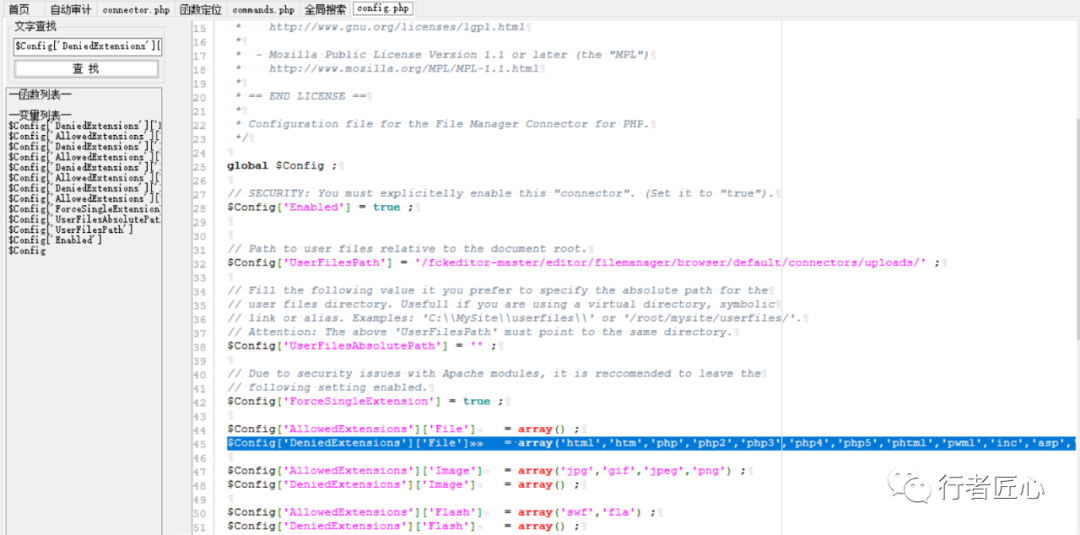 首页 自动审计 connector.php 函数定位 commands.php 全局搜索 config.php
文字查找
$Config['DeniedExtensions'][
查 找
一函数列表一
一变量列表一
$Config['DeniedExtensions']['
$Config['AllowedExtensions']['
$Config['DeniedExtensions']['
$Config['AllowedExtensions']['
$Config['DeniedExtensions']['
$Config['AllowedExtensions']['
$Config['DeniedExtensions']['
$Config['AllowedExtensions']['
$Config['ForceSingleExtension
$Config['UserFilesAbsolutePat
$Config['UserFilesPath']
$Config['Enabled']
$Config
15 * http://www.gnu.org/licenses/lgpl.html
16 *
17 * - Mozilla Public License Version 1.1 or later (the "MPL")
18 * http://www.mozilla.org/MPL/MPL-1.1.html
19 *
20 * == END LICENSE ==
21 *
22 * Configuration file for the File Manager Connector for PHP.
23 */
24
25 global $Config ;
26
27 // SECURITY: You must explicitelly enable this "connector". (Set it to "true").
28 $Config['Enabled'] = true ;
29
30
31 // Path to user files relative to the document root.
32 $Config['UserFilesPath'] = '/fckeditor-master/editor/filemanager/browser/default/connectors/uploads/' ;
33
34 // Fill the following value it you prefer to specify the absolute path for the
35 // user files directory. Usefull if you are using a virtual directory, symbolic
36 // link or alias. Examples: 'C:\\MySite\\userfiles\\' or '/root/mysite/userfiles/'.
37 // Attention: The above 'UserFilesPath' must point to the same directory.
38 $Config['UserFilesAbsolutePath'] = '' ;
39
40 // Due to security issues with Apache modules, it is reccomended to leave the
41 // following setting enabled.
42 $Config['ForceSingleExtension'] = true ;
43
44 $Config['AllowedExtensions']['File'] = array() ;
45 $Config['DeniedExtensions']['File'] = array('html','htm','php','php2','php3','php4','php5','phtml','pwml','inc','asp',
46
47 $Config['AllowedExtensions']['Image'] = array('jpg','gif','jpeg','png') ;
48 $Config['DeniedExtensions']['Image'] = array() ;
49
50 $Config['AllowedExtensions']['Flash'] = array('swf','fla') ;
51 $Config['DeniedExtensions']['Flash'] = array() ;
行者匠心